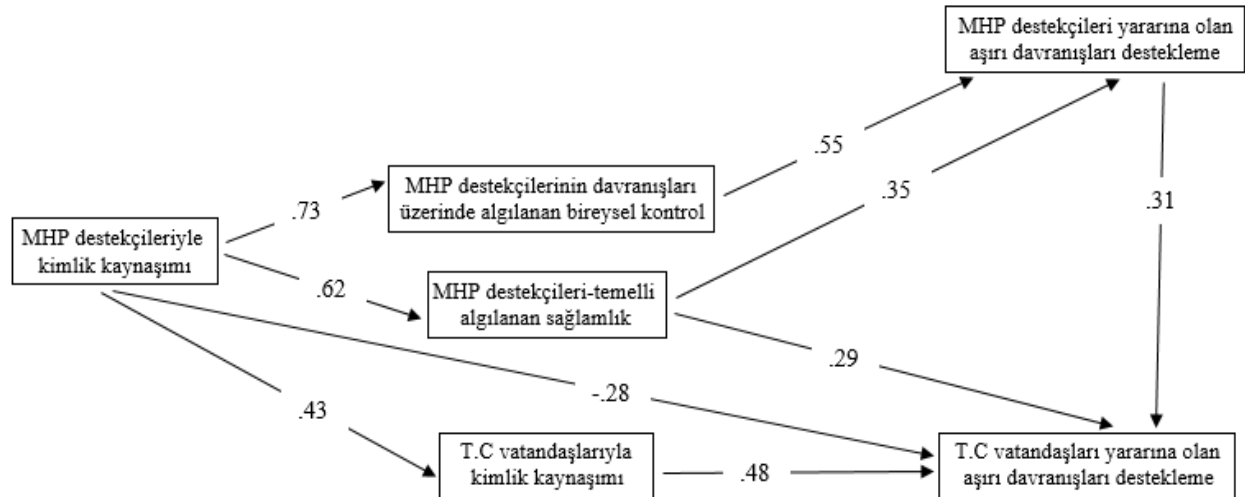 MHP destekçileri yararına olan
aşırı davranışları destekleme
.55
.35
.31
MHP destekçilerinin davranışları
üzerinde algılanan bireysel kontrol
.73
MHP destekçileriyle
kimlik kaynaşımı
.62
MHP destekçileri-temelli
algılanan sağlamlık
.29
-.28
.43
T.C vatandaşlarıyla
kimlik kaynaşımı
.48
T.C vatandaşları yararına olan
aşırı davranışları destekleme